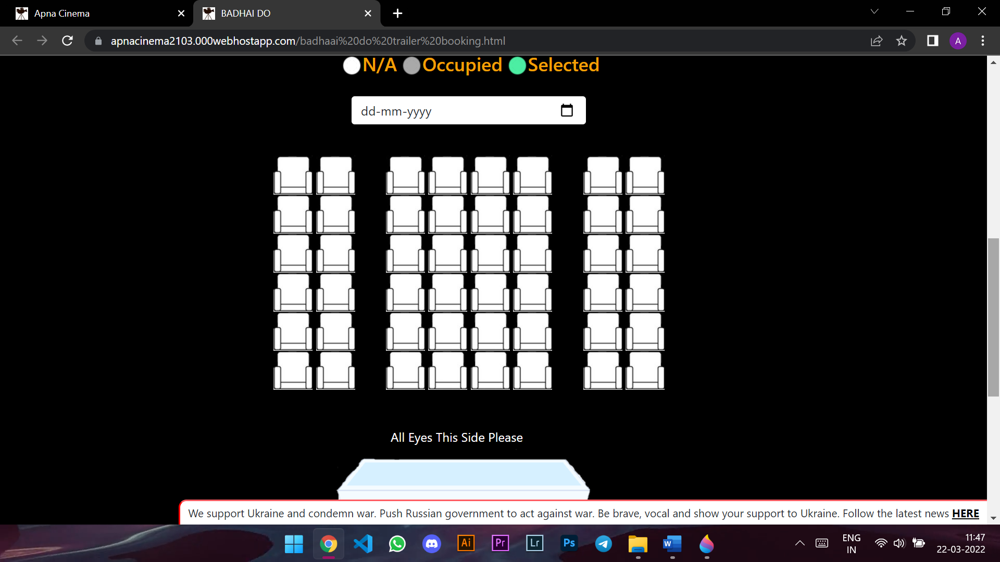 Apna Cinema
BADHAI DO
apnacinema2103.000webhostapp.com/badhaai%20do%20trailer%20booking.html
A
N/A Occupied Selected
dd-mm-yyyy
All Eyes This Side Please
We support Ukraine and condemn war. Push Russian government to act against war. Be brave, vocal and show your support to Ukraine. Follow the latest news HERE
Ai Pr Lr Ps W
ENG
IN
11:47
22-03-2022